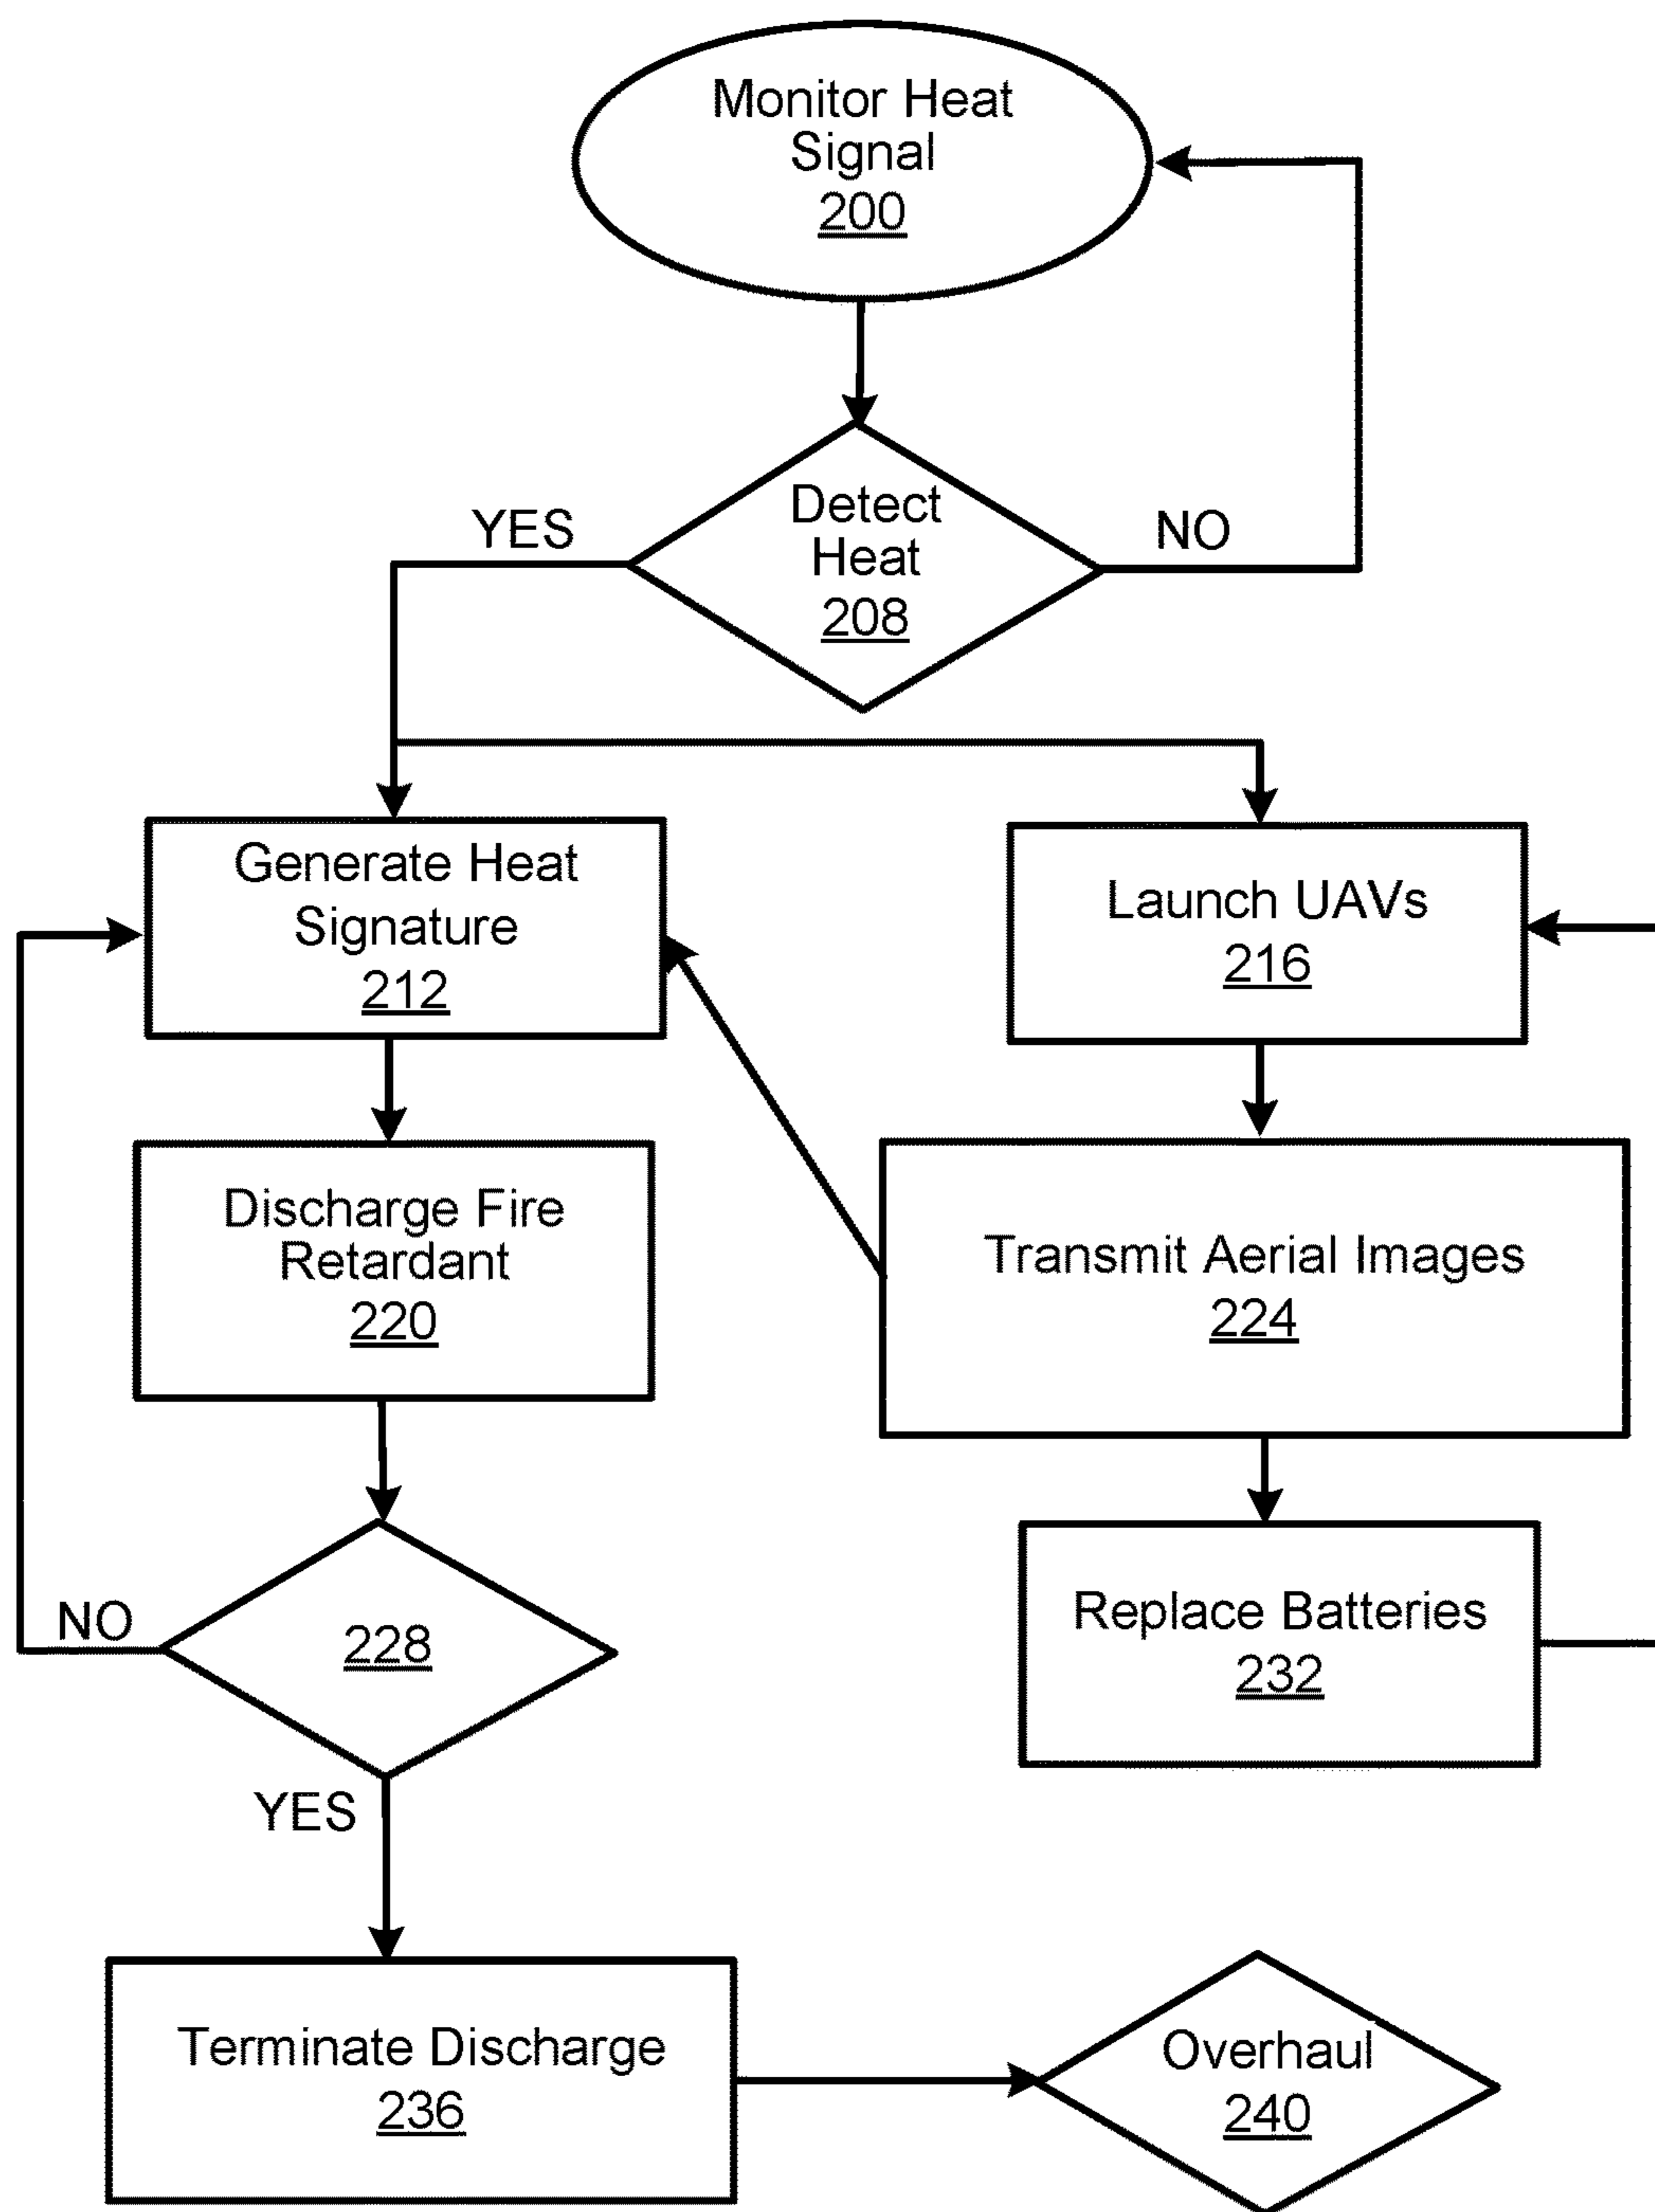 Monitor Heat
Signal
200
Detect
Heat
208
YES
NO
Generate Heat
Signature
212
Launch UAVs
216
Discharge Fire
Retardant
220
Transmit Aerial Images
224
NO
228
YES
Replace Batteries
232
Terminate Discharge
236
Overhaul
240